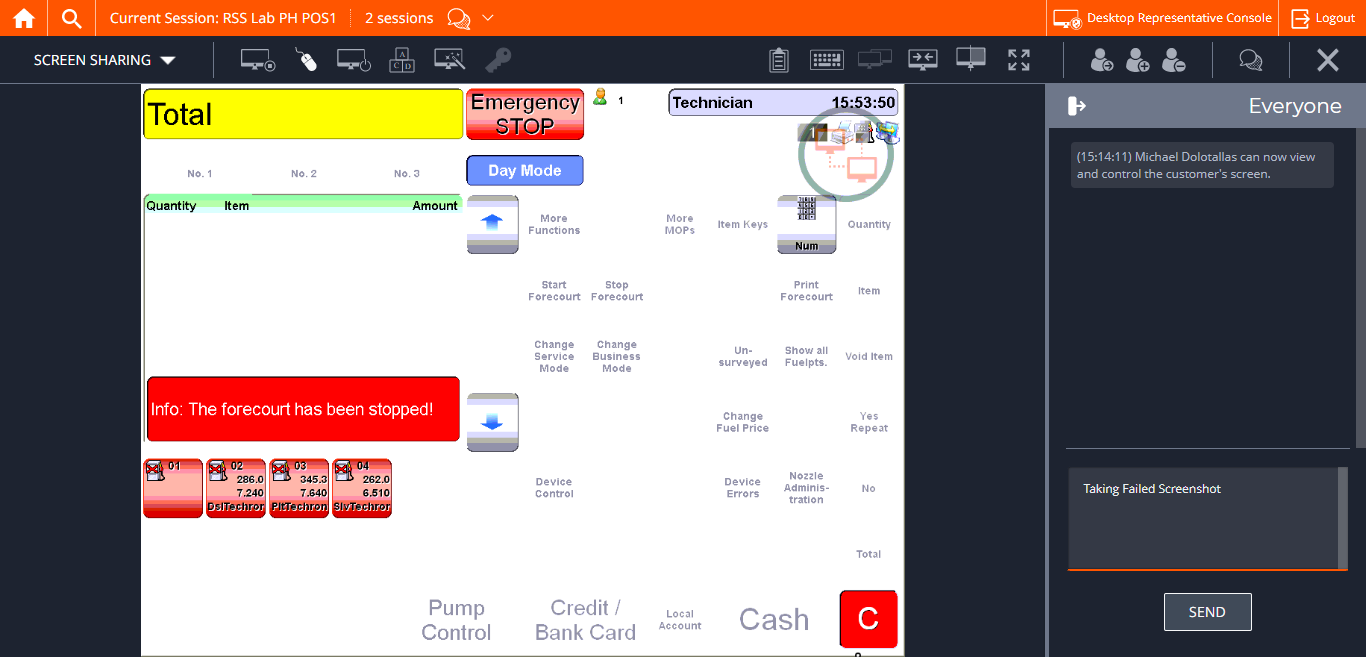 Current Session: RSS Lab PH POS1
2 sessions
Desktop Representative Console
Logout
SCREEN SHARING
Total
Emergency
STOP
1
Technician 15:53:50
1
Day Mode
No. 1 No. 2 No. 3
Quantity Item Amount
More
Functions
More
MOPs
Item Keys
Num
Quantity
Start
Forecourt
Stop
Forecourt
Print
Forecourt
Item
Change
Service
Mode
Change
Business
Mode
Un-
surveyed
Show all
Fuelpts.
Void Item
Info: The forecourt has been stopped!
Change
Fuel Price
Yes
Repeat
01
02
286.0
7.240
DslTechror
03
345.3
7.640
PltTechron
04
262.0
6.510
SlvTechror
Device
Control
Device
Errors
Nozzle
Adminis-
tration
No
Total
Pump
Control
Credit /
Bank Card
Local
Account
Cash
C
Everyone
(15:14:11) Michael Dolotallas can now view
and control the customer's screen.
Taking Failed Screenshot
SEND